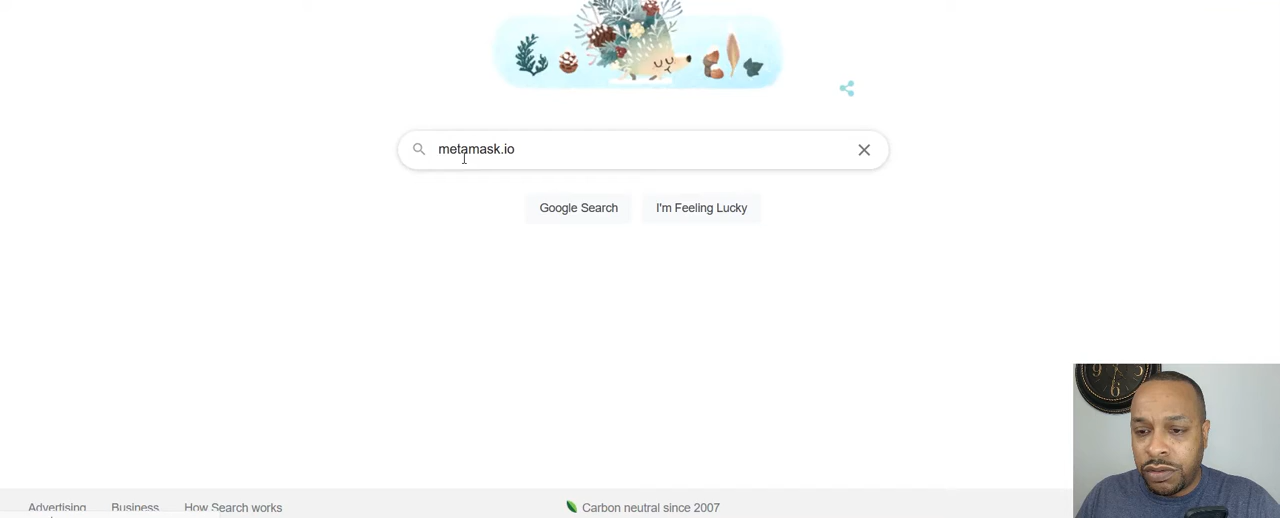 metamask.io
Google Search
I'm Feeling Lucky
Advertising
Business
How Search works
Carbon neutral since 2007